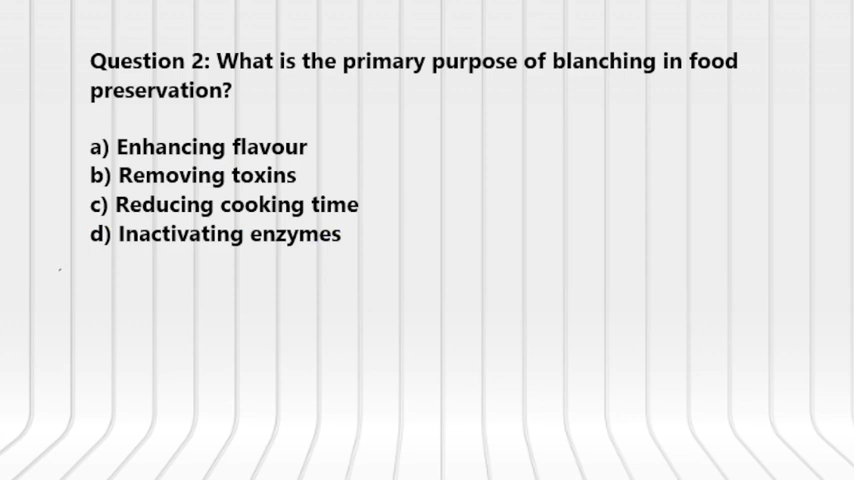 Question 2: What is the primary purpose of blanching in food
preservation?
a) Enhancing flavour
b) Removing toxins
c) Reducing cooking time
d) Inactivating enzymes